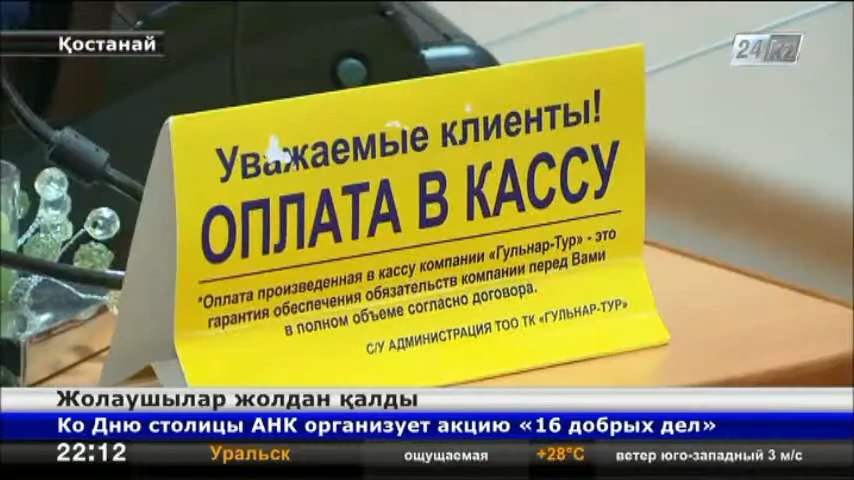 Қостанай
24 kz
Уважаемые клиенты!
ОПЛАТА В КАССУ
*Оплата произведенная в кассу компании «Гульнар-Тур» - это
гарантия обеспечения обязательств компании перед Вами
в полном объеме согласно договора.
С/У АДМИНИСТРАЦИЯ ТОО ТК «ГУЛЬНАР-ТУР»
Жолаушылар жолдан қалды
Ко Дню столицы АНК организует акцию «16 добрых дел»
22:12 Уральск ощущаемая +28°C ветер юго-западный 3 м/с